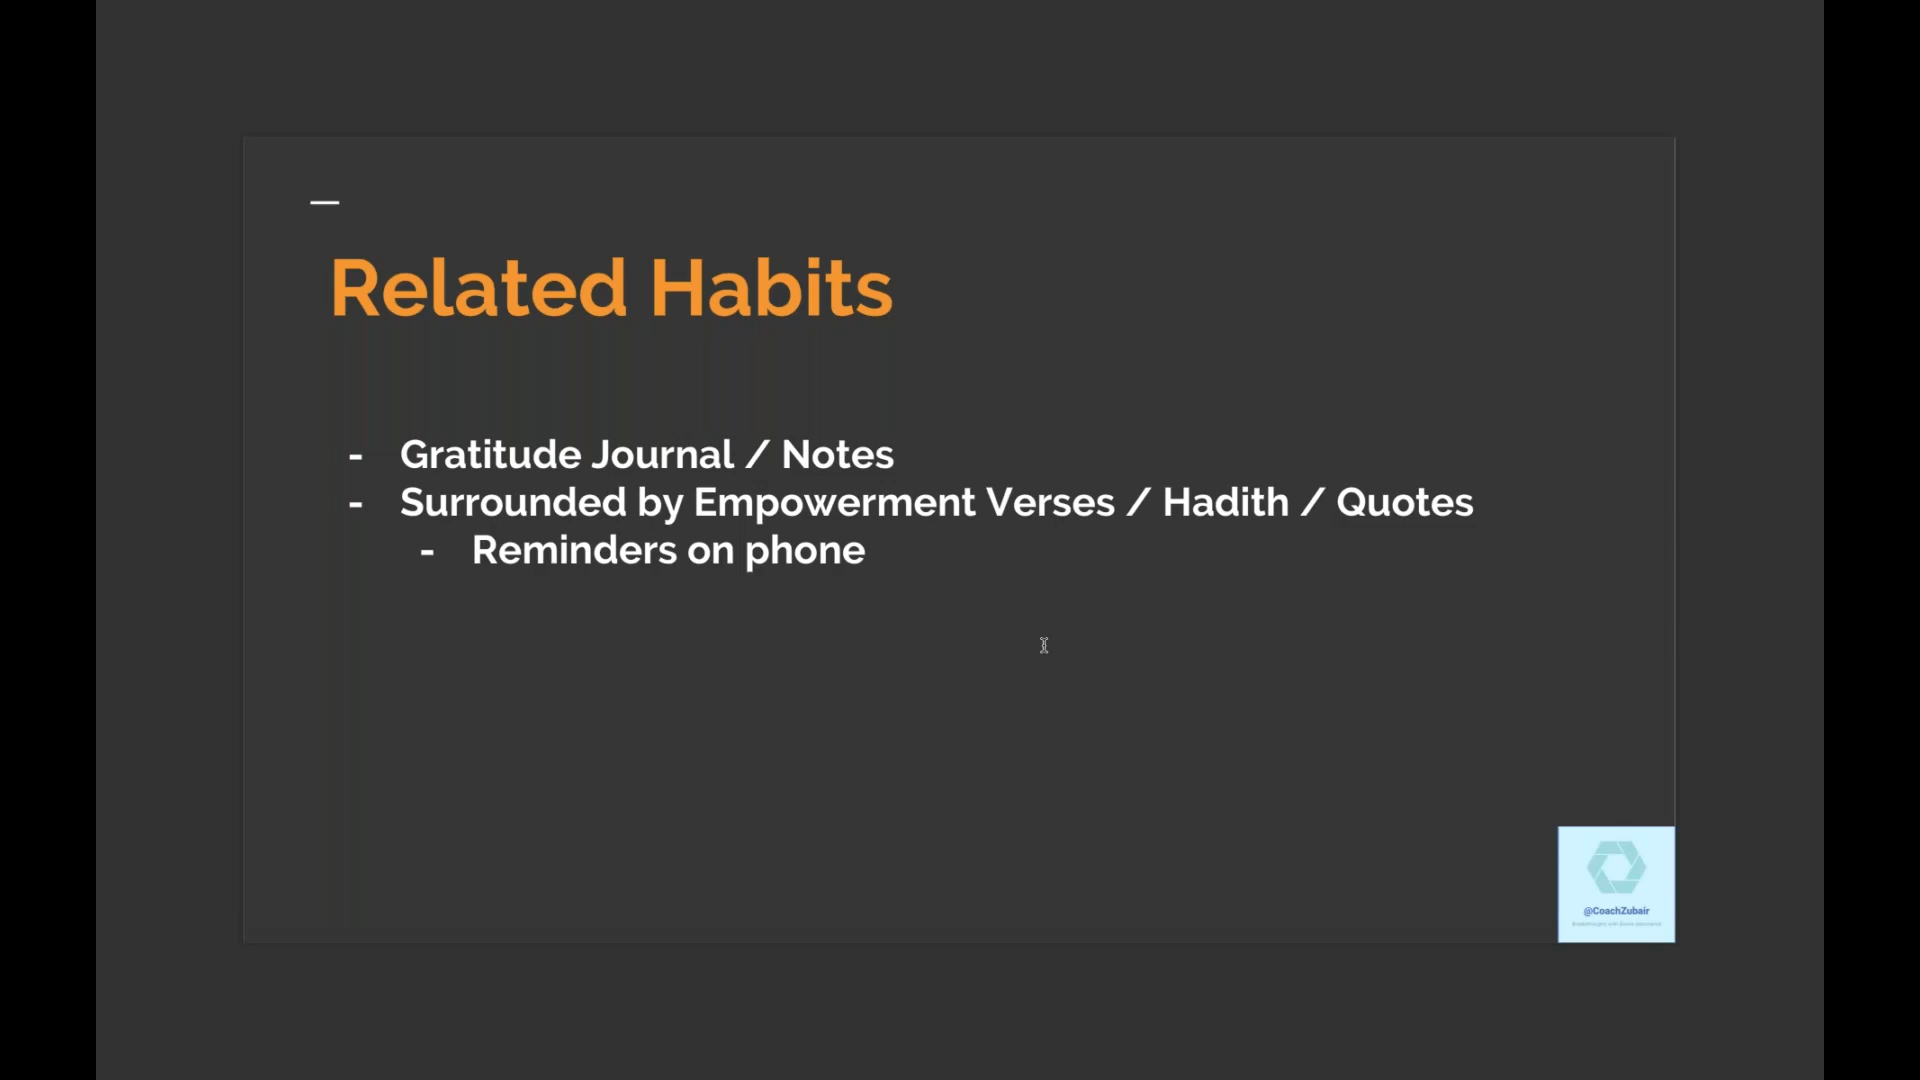 Related Habits
- Gratitude Journal / Notes
- Surrounded by Empowerment Verses / Hadith / Quotes
- Reminders on phone
@CoachZubair